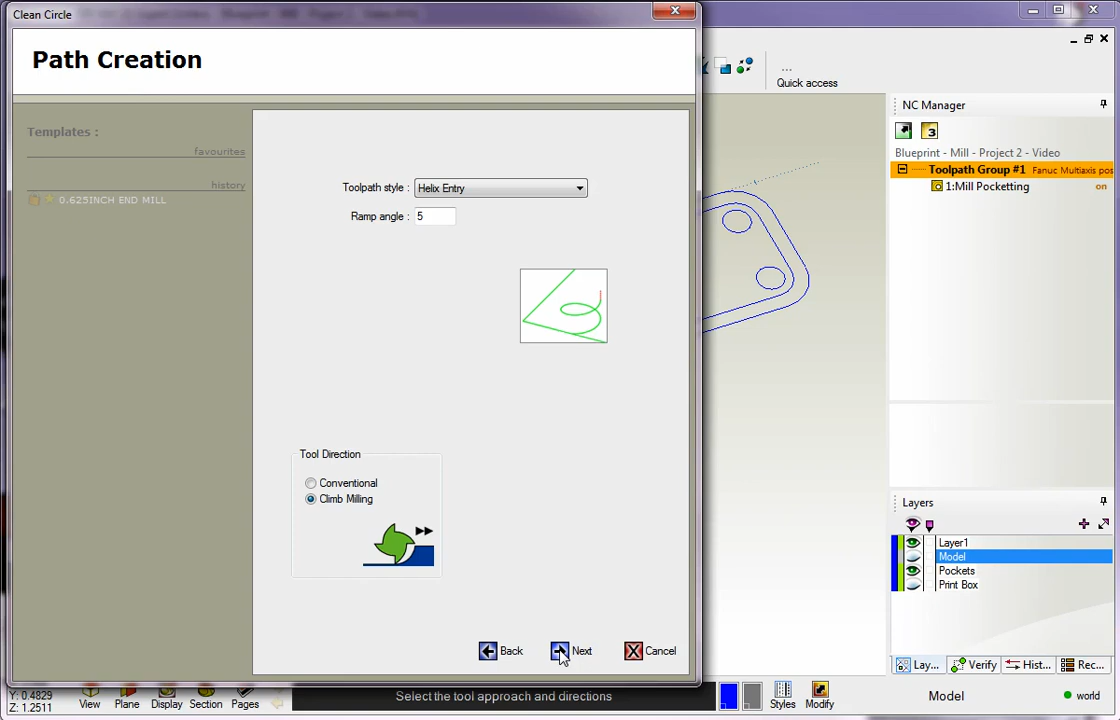 Clean Circle
Path Creation
Templates :
favourites
history
0.625INCH END MILL
Toolpath style :
Helix Entry
Ramp angle :
5
Tool Direction
Conventional
Climb Milling
Back
Next
Cancel
...
Quick access
NC Manager
3
Blueprint - Mill - Project 2 - Video
Toolpath Group #1 Fanuc Multiaxis pos
1:Mill Pocketting on
Layers
Layer1
Model
Pockets
Print Box
Lay...
Verify
Hist...
Rec...
Y: 0.4829
Z: 1.2511
View
Plane
Display
Section
Pages
Select the tool approach and directions
Styles
Modify
Model
world